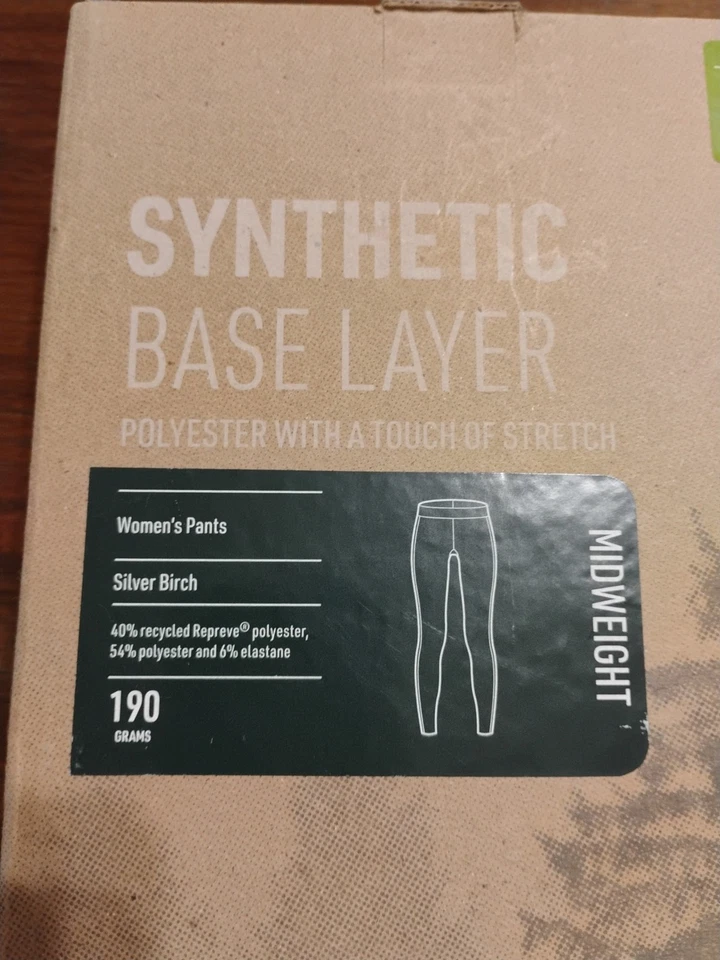 SYNTHETIC
BASE LAYER
POLYESTER WITH A TOUCH OF STRETCH
Women's Pants
Silver Birch
40% recycled Repreve® polyester,
54% polyester and 6% elastane
190
GRAMS
MIDWEIGHT